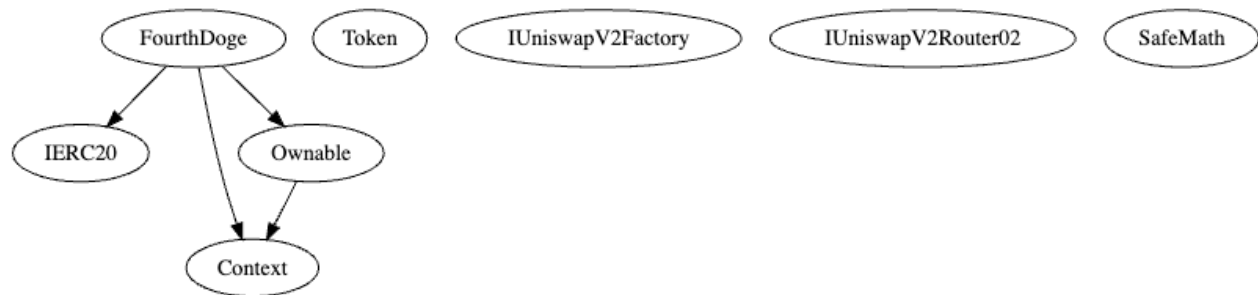 FourthDoge
Token
IUniswapV2Factory
IUniswapV2Router02
SafeMath
IERC20
Ownable
Context